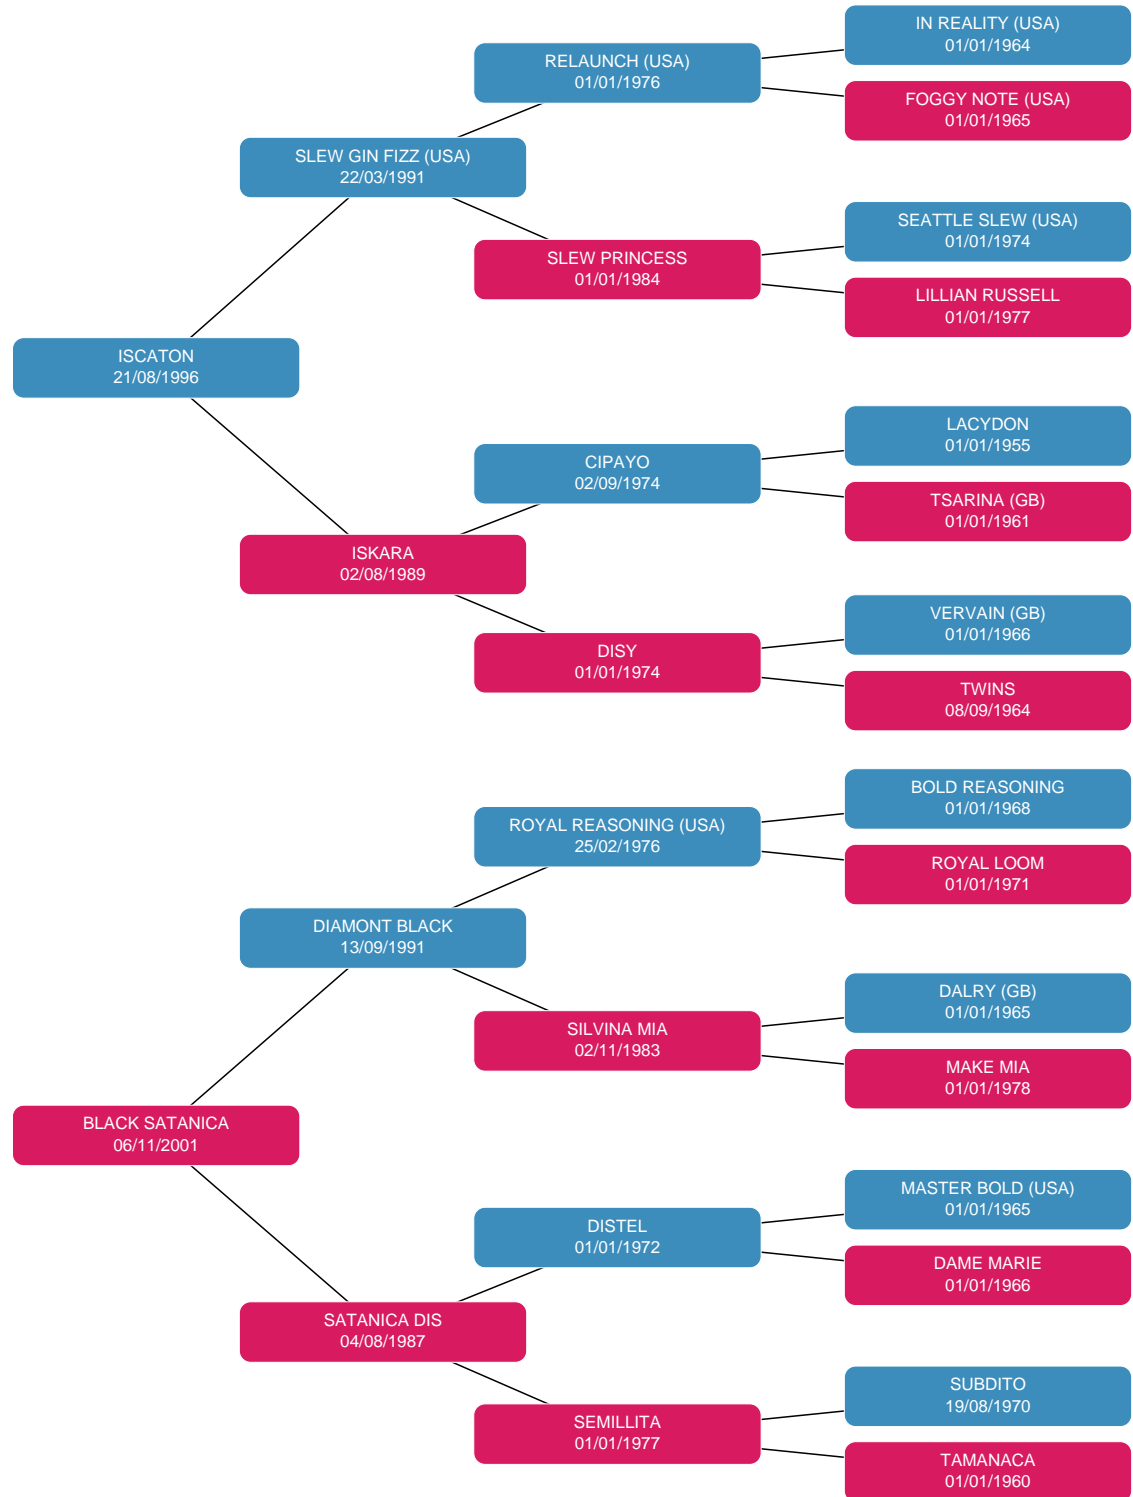 IN REALITY (USA)
01/01/1964
RELAUNCH (USA)
01/01/1976
FOGGY NOTE (USA)
01/01/1965
SLEW GIN FIZZ (USA)
22/03/1991
SEATTLE SLEW (USA)
01/01/1974
SLEW PRINCESS
01/01/1984
LILLIAN RUSSELL
01/01/1977
ISCATON
21/08/1996
LACYDON
01/01/1955
CIPAYO
02/09/1974
TSARINA (GB)
01/01/1961
ISKARA
02/08/1989
VERVAIN (GB)
01/01/1966
DISY
01/01/1974
TWINS
08/09/1964
BOLD REASONING
01/01/1968
ROYAL REASONING (USA)
25/02/1976
ROYAL LOOM
01/01/1971
DIAMONT BLACK
13/09/1991
DALRY (GB)
01/01/1965
SILVINA MIA
02/11/1983
MAKE MIA
01/01/1978
BLACK SATANICA
06/11/2001
MASTER BOLD (USA)
01/01/1965
DISTEL
01/01/1972
DAME MARIE
01/01/1966
SATANICA DIS
04/08/1987
SUBDITO
19/08/1970
SEMILLITA
01/01/1977
TAMANACA
01/01/1960